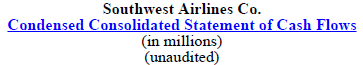 Southwest Airlines Co.
Condensed Consolidated Statement of Cash Flows
(in millions)
(unaudited)